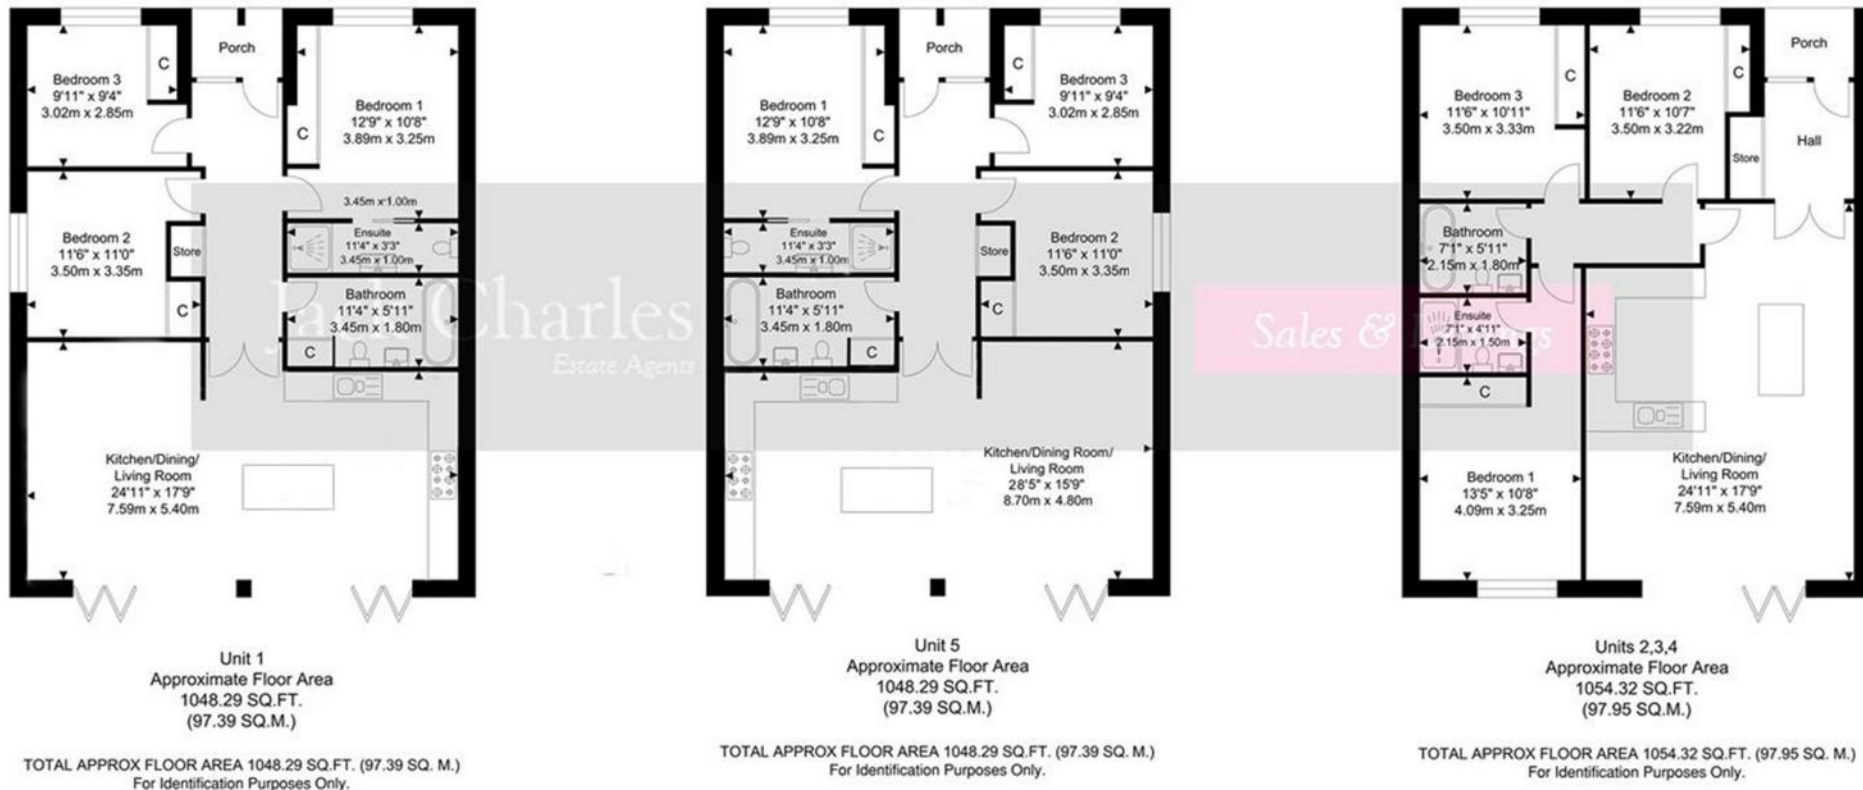 Bedroom 3
9'11" x 9'4"
3.02m x 2.85m
C
Porch
Bedroom 1
12'9" x 10'8"
3.89m x 3.25m
C
3.45m x 1.00m
Bedroom 2
11'6" x 11'0"
3.50m x 3.35m
Store
C
Ensuite
11'4" x 3'3"
3.45m x 1.00m
Bathroom
11'4" x 5'11"
3.45m x 1.80m
C
Kitchen/Dining/
Living Room
24'11" x 17'9"
7.59m x 5.40m
Unit 1
Approximate Floor Area
1048.29 SQ.FT.
(97.39 SQ.M.)
TOTAL APPROX FLOOR AREA 1048.29 SQ.FT. (97.39 SQ. M.)
For Identification Purposes Only.
Jack Charles
Estate Agents
Bedroom 1
12'9" x 10'8"
3.89m x 3.25m
C
Porch
C
Bedroom 3
9'11" x 9'4"
3.02m x 2.85m
Ensuite
11'4" x 3'3"
3.45m x 1.00m
Store
Bedroom 2
11'6" x 11'0"
3.50m x 3.35m
C
Bathroom
11'4" x 5'11"
3.45m x 1.80m
C
Kitchen/Dining Room/
Living Room
28'5" x 15'9"
8.70m x 4.80m
Unit 5
Approximate Floor Area
1048.29 SQ.FT.
(97.39 SQ.M.)
TOTAL APPROX FLOOR AREA 1048.29 SQ.FT. (97.39 SQ. M.)
For Identification Purposes Only.
Sales &
Bedroom 3
11'6" x 10'11"
3.50m x 3.33m
C
Bedroom 2
11'6" x 10'7"
3.50m x 3.22m
C
Porch
Hall
Store
Bathroom
7'1" x 5'11"
2.15m x 1.80m
Ensuite
7'1" x 4'11"
2.15m x 1.50m
C
Bedroom 1
13'5" x 10'8"
4.09m x 3.25m
Kitchen/Dining/
Living Room
24'11" x 17'9"
7.59m x 5.40m
Units 2,3,4
Approximate Floor Area
1054.32 SQ.FT.
(97.95 SQ.M.)
TOTAL APPROX FLOOR AREA 1054.32 SQ.FT. (97.95 SQ. M.)
For Identification Purposes Only.